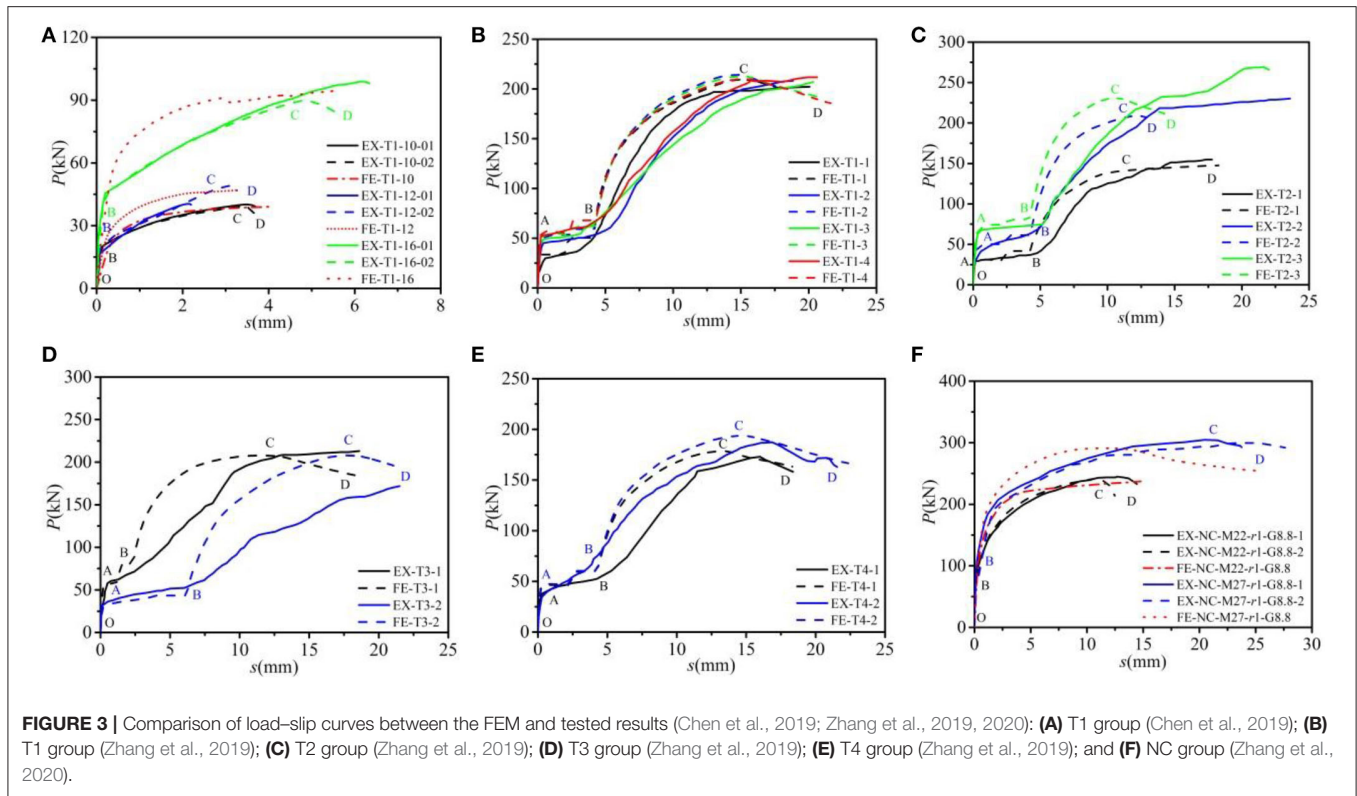 A
P(kN)
120
90
60
30
0
0
2
4
6
8
s(mm)
O
B
B
B
C
D
C
D
C
D
EX-T1-10-01
EX-T1-10-02
FE-T1-10
EX-T1-12-01
EX-T1-12-02
FE-T1-12
EX-T1-16-01
EX-T1-16-02
FE-T1-16
B
P(kN)
250
200
150
100
50
0
0
5
10
15
20
25
s(mm)
O
A
B
C
D
EX-T1-1
FE-T1-1
EX-T1-2
FE-T1-2
EX-T1-3
FE-T1-3
EX-T1-4
FE-T1-4
C
P(kN)
300
250
200
150
100
50
0
0
5
10
15
20
25
s(mm)
O
A
A
A
B
B
B
C
C
C
D
D
D
EX-T2-1
FE-T2-1
EX-T2-2
FE-T2-2
EX-T2-3
FE-T2-3
D
P(kN)
300
250
200
150
100
50
0
0
5
10
15
20
25
s(mm)
O
A
A
B
B
C
C
D
D
EX-T3-1
FE-T3-1
EX-T3-2
FE-T3-2
E
P(kN)
250
200
150
100
50
0
0
5
10
15
20
25
s(mm)
O
A
A
B
B
C
C
D
D
EX-T4-1
FE-T4-1
EX-T4-2
FE-T4-2
F
P(kN)
400
300
200
100
0
0
5
10
15
20
25
30
s(mm)
O
B
B
C
D
C
D
EX-NC-M22-r1-G8.8-1
EX-NC-M22-r1-G8.8-2
FE-NC-M22-r1-G8.8
EX-NC-M27-r1-G8.8-1
EX-NC-M27-r1-G8.8-2
FE-NC-M27-r1-G8.8
FIGURE 3 | Comparison of load–slip curves between the FEM and tested results (Chen et al., 2019; Zhang et al., 2019, 2020): (A) T1 group (Chen et al., 2019); (B)
T1 group (Zhang et al., 2019); (C) T2 group (Zhang et al., 2019); (D) T3 group (Zhang et al., 2019); (E) T4 group (Zhang et al., 2019); and (F) NC group (Zhang et al.,
2020).